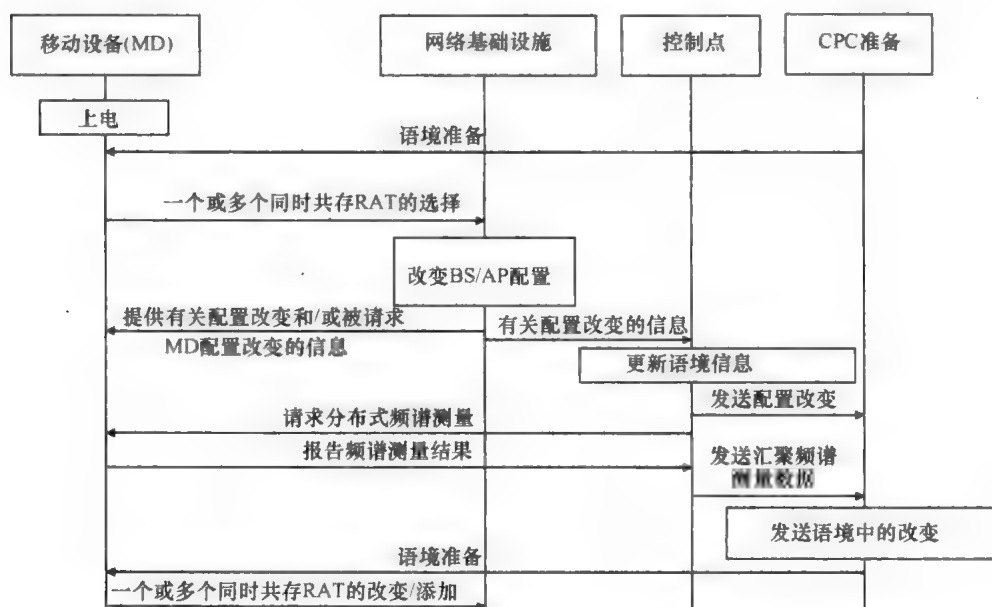 移动设备(MD)
网络基础设施
控制点
CPC准备
上电
语境准备
一个或多个同时共存RAT的选择
改变BS/AP配置
提供有关配置改变和/或被请求
MD配置改变的信息
有关配置改变的信息
更新语境信息
发送配置改变
请求分布式频谱测量
报告频谱测量结果
发送汇聚频谱
测量数据
发送语境中的改变
语境准备
一个或多个同时共存RAT的改变/添加